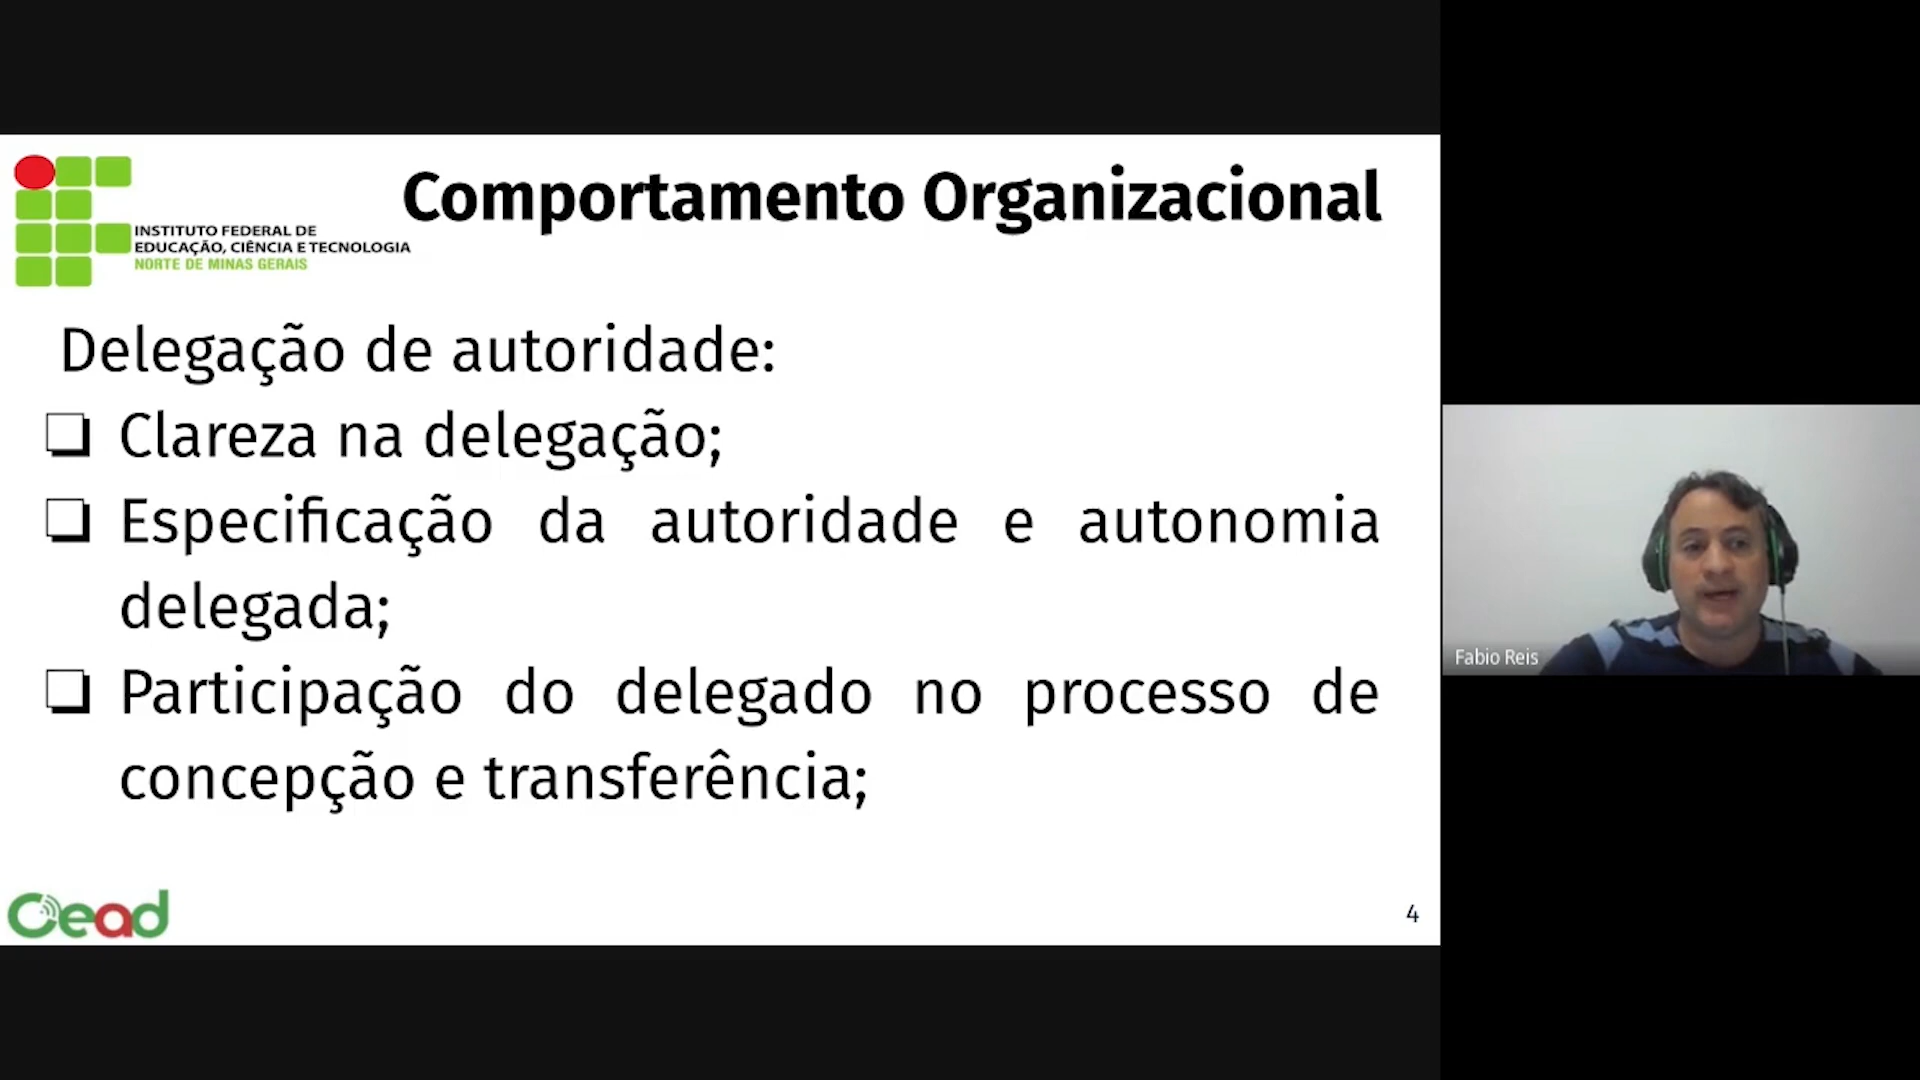 Comportamento Organizacional
INSTITUTO FEDERAL DE
EDUCAÇÃO, CIÊNCIA E TECNOLOGIA
NORTE DE MINAS GERAIS
Delegação de autoridade:
Clareza na delegação;
Especificação da autoridade e autonomia
delegada;
Participação do delegado no processo de
concepção e transferência;
Cead
4
Fabio Reis